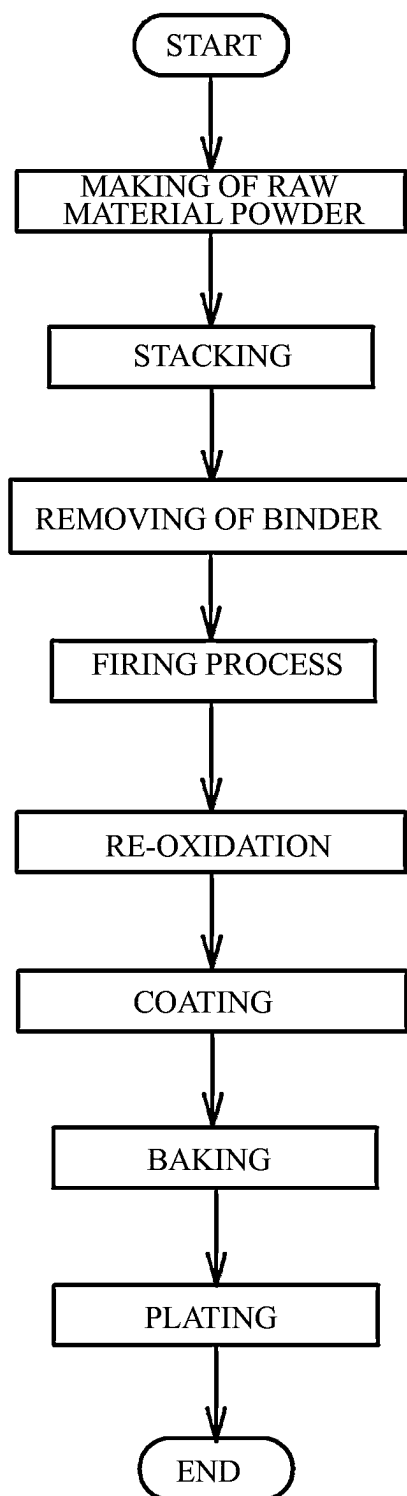 START
MAKING OF RAW
MATERIAL POWDER
STACKING
REMOVING OF BINDER
FIRING PROCESS
RE-OXIDATION
COATING
BAKING
PLATING
END